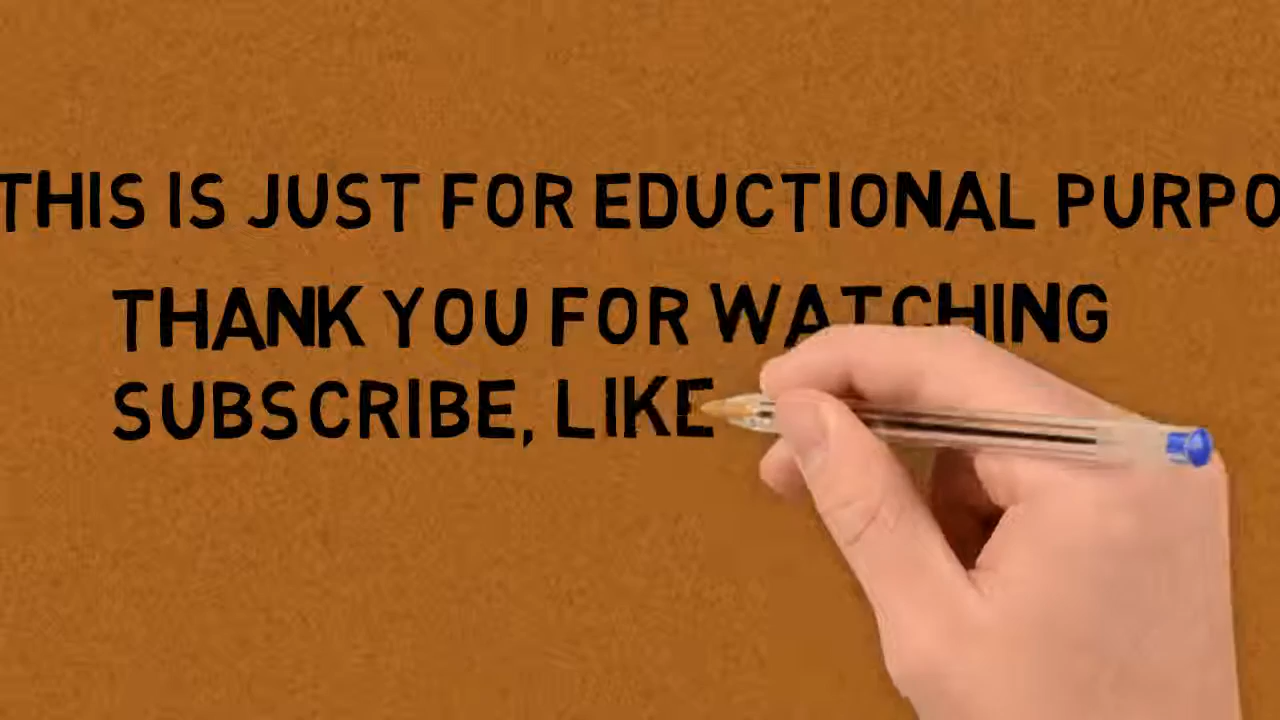 THIS IS JUST FOR EDUCTIONAL PURPO
THANK YOU FOR WATCHING
SUBSCRIBE, LIKE